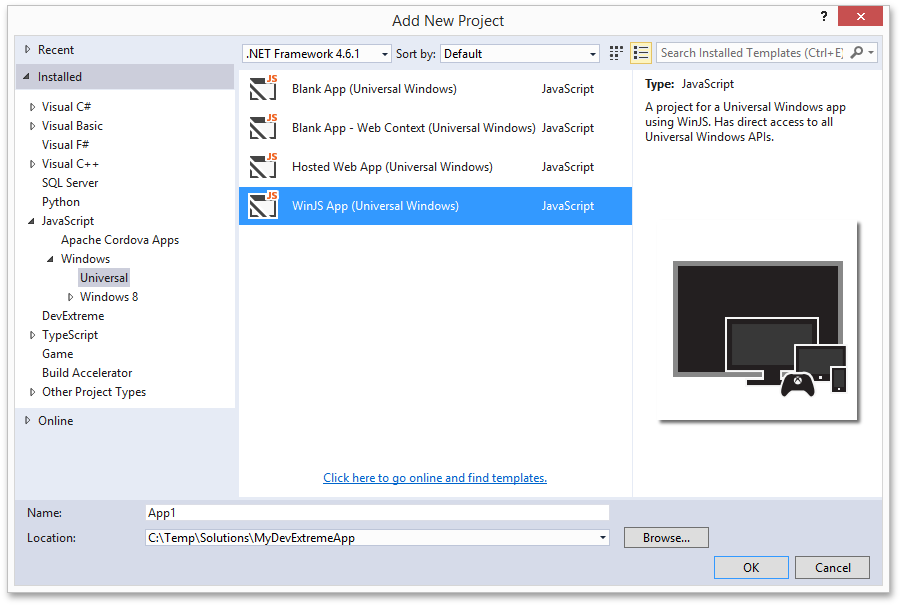 Add New Project
?
Recent
Installed
Visual C#
Visual Basic
Visual F#
Visual C++
SQL Server
Python
JavaScript
Apache Cordova Apps
Windows
Universal
Windows 8
DevExtreme
TypeScript
Game
Build Accelerator
Other Project Types
Online
.NET Framework 4.6.1 Sort by: Default
Search Installed Templates (Ctrl+E)
JS Blank App (Universal Windows) JavaScript
JS Blank App - Web Context (Universal Windows) JavaScript
JS Hosted Web App (Universal Windows) JavaScript
JS WinJS App (Universal Windows) JavaScript
Click here to go online and find templates.
Type: JavaScript
A project for a Universal Windows app
using WinJS. Has direct access to all
Universal Windows APIs.
Name: App1
Location: C:\Temp\Solutions\MyDevExtremeApp Browse...
OK Cancel